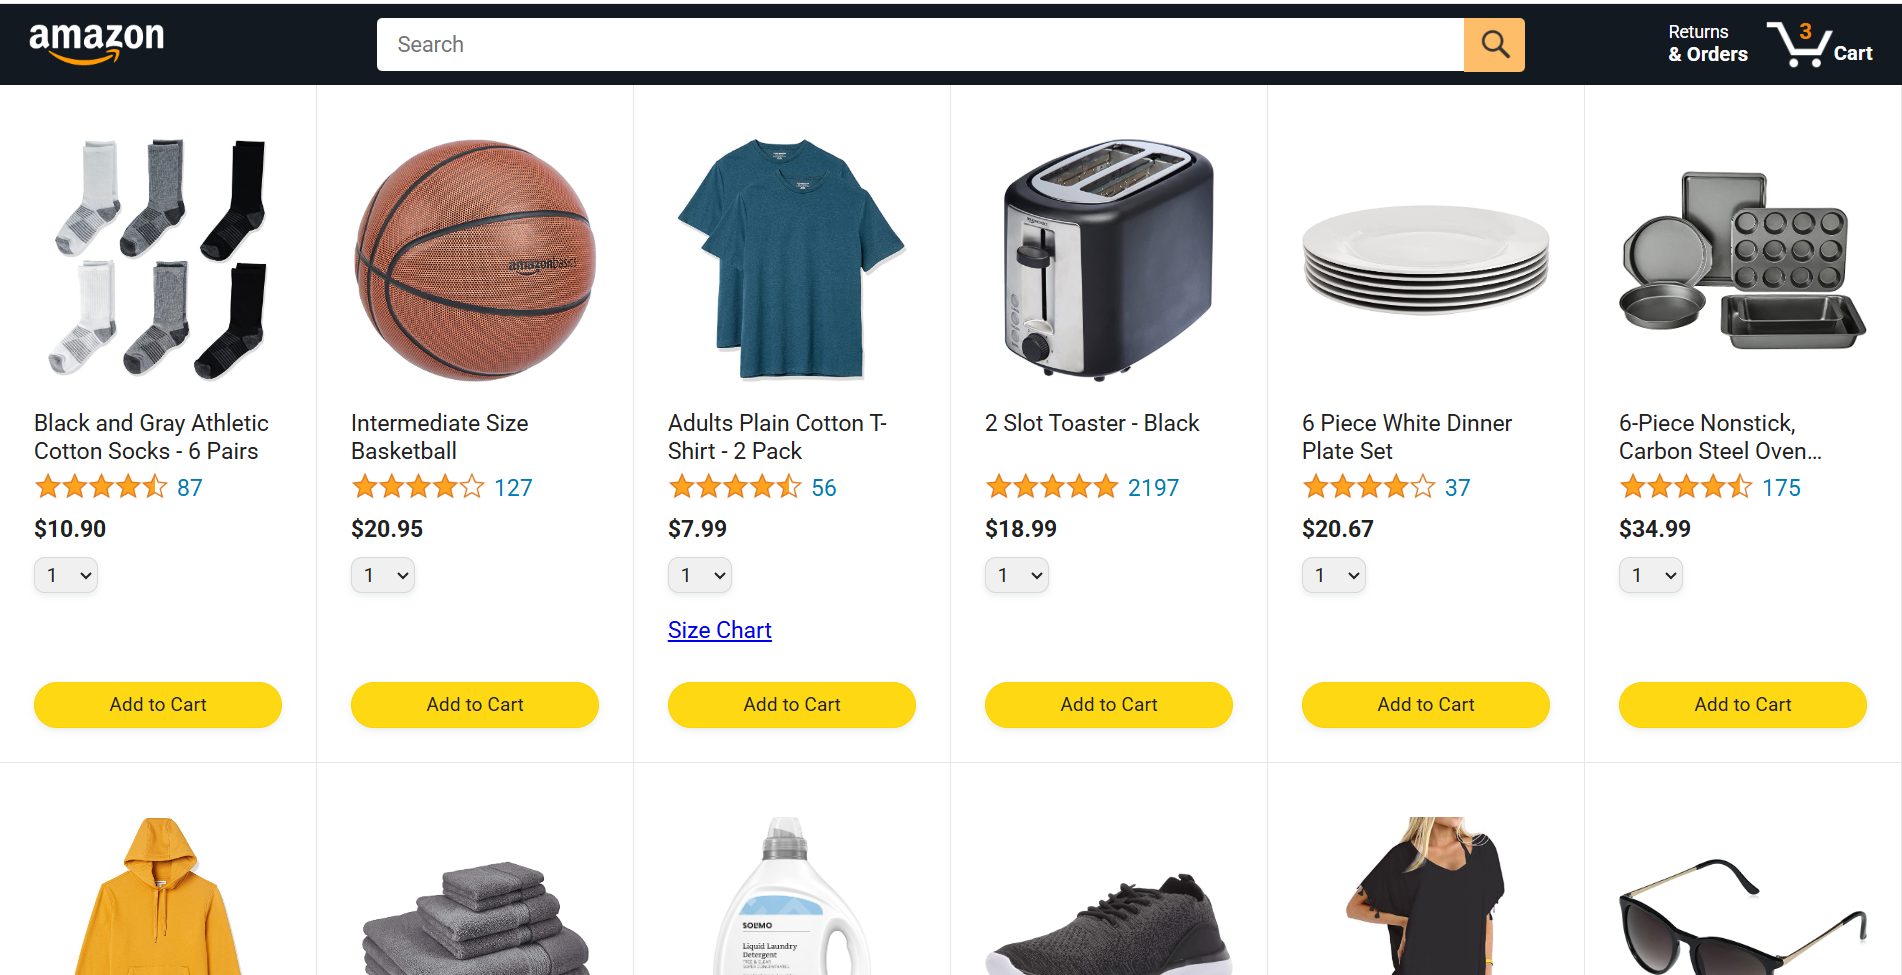 amazon
Search
Returns
& Orders
3
Cart
amazonbasics
Black and Gray Athletic
Cotton Socks - 6 Pairs
87
$10.90
1
Add to Cart
Intermediate Size
Basketball
127
$20.95
1
Add to Cart
Adults Plain Cotton T-
Shirt - 2 Pack
56
$7.99
1
Size Chart
Add to Cart
2 Slot Toaster - Black
2197
$18.99
1
Add to Cart
6 Piece White Dinner
Plate Set
37
$20.67
1
Add to Cart
6-Piece Nonstick,
Carbon Steel Oven...
175
$34.99
1
Add to Cart
SOLIMO
Liquid Laundry
Detergent
FREE & CLEAR